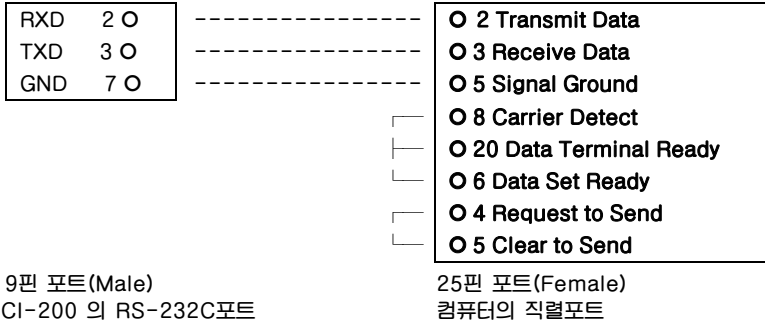 RXD 2 O ---------------- O 2 Transmit Data
TXD 3 O ---------------- O 3 Receive Data
GND 7 O ---------------- O 5 Signal Ground
O 8 Carrier Detect
O 20 Data Terminal Ready
O 6 Data Set Ready
O 4 Request to Send
O 5 Clear to Send
9핀 포트(Male) 25핀 포트(Female)
CI-200 의 RS-232C포트 컴퓨터의 직렬포트